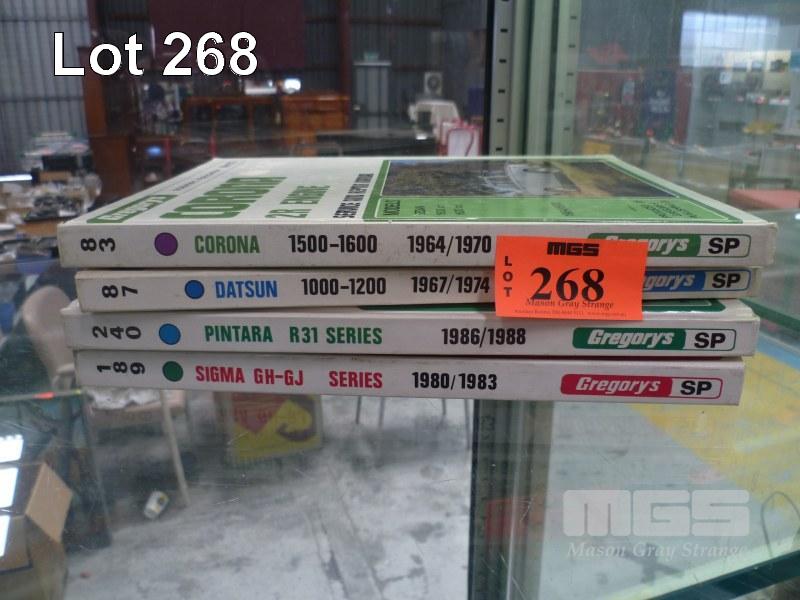 Lot 268
Gregorys
CORONA
83 CORONA 1500-1600 1964/1970 Gregorys SP
87 DATSUN 1000-1200 1967/1974 SP
240 PINTARA R31 SERIES 1986/1988 Gregorys SP
189 SIGMA GH-GJ SERIES 1980/1983 Gregorys SP
MGS
LOT 268
Mason Gray Strange
MGS
Mason Gray Strange